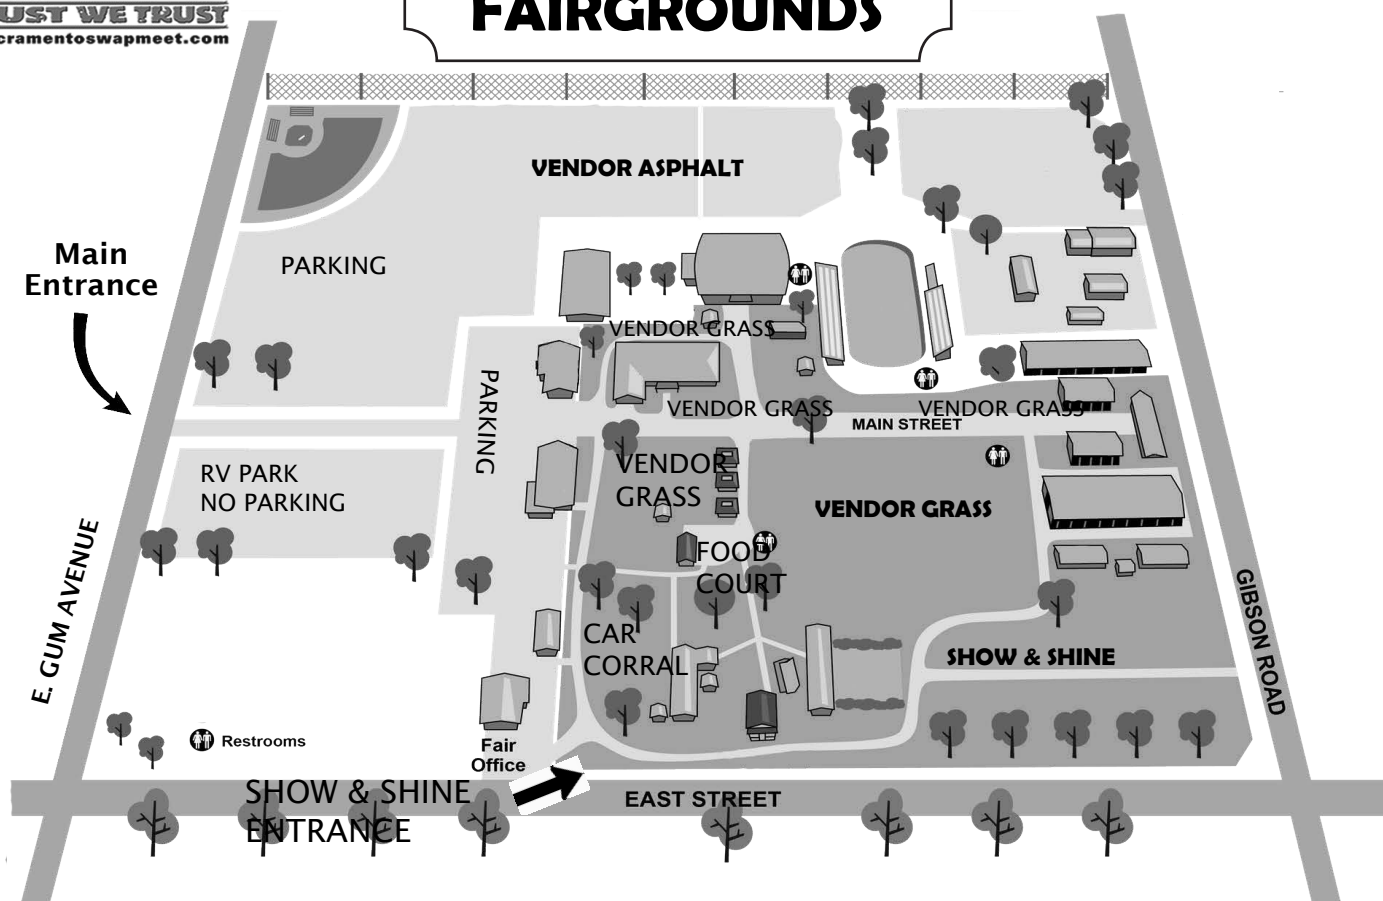 UST WE TRUST
cramentoswapmeet.com
FAIRGROUNDS
VENDOR ASPHALT
Main
Entrance
PARKING
VENDOR GRASS
PARKING
VENDOR GRASS
VENDOR GRASS
MAIN STREET
RV PARK
NO PARKING
VENDOR
GRASS
VENDOR GRASS
FOOD
COURT
E. GUM AVENUE
GIBSON ROAD
CAR
CORRAL
SHOW & SHINE
Restrooms
Fair
Office
SHOW & SHINE
ENTRANCE
EAST STREET